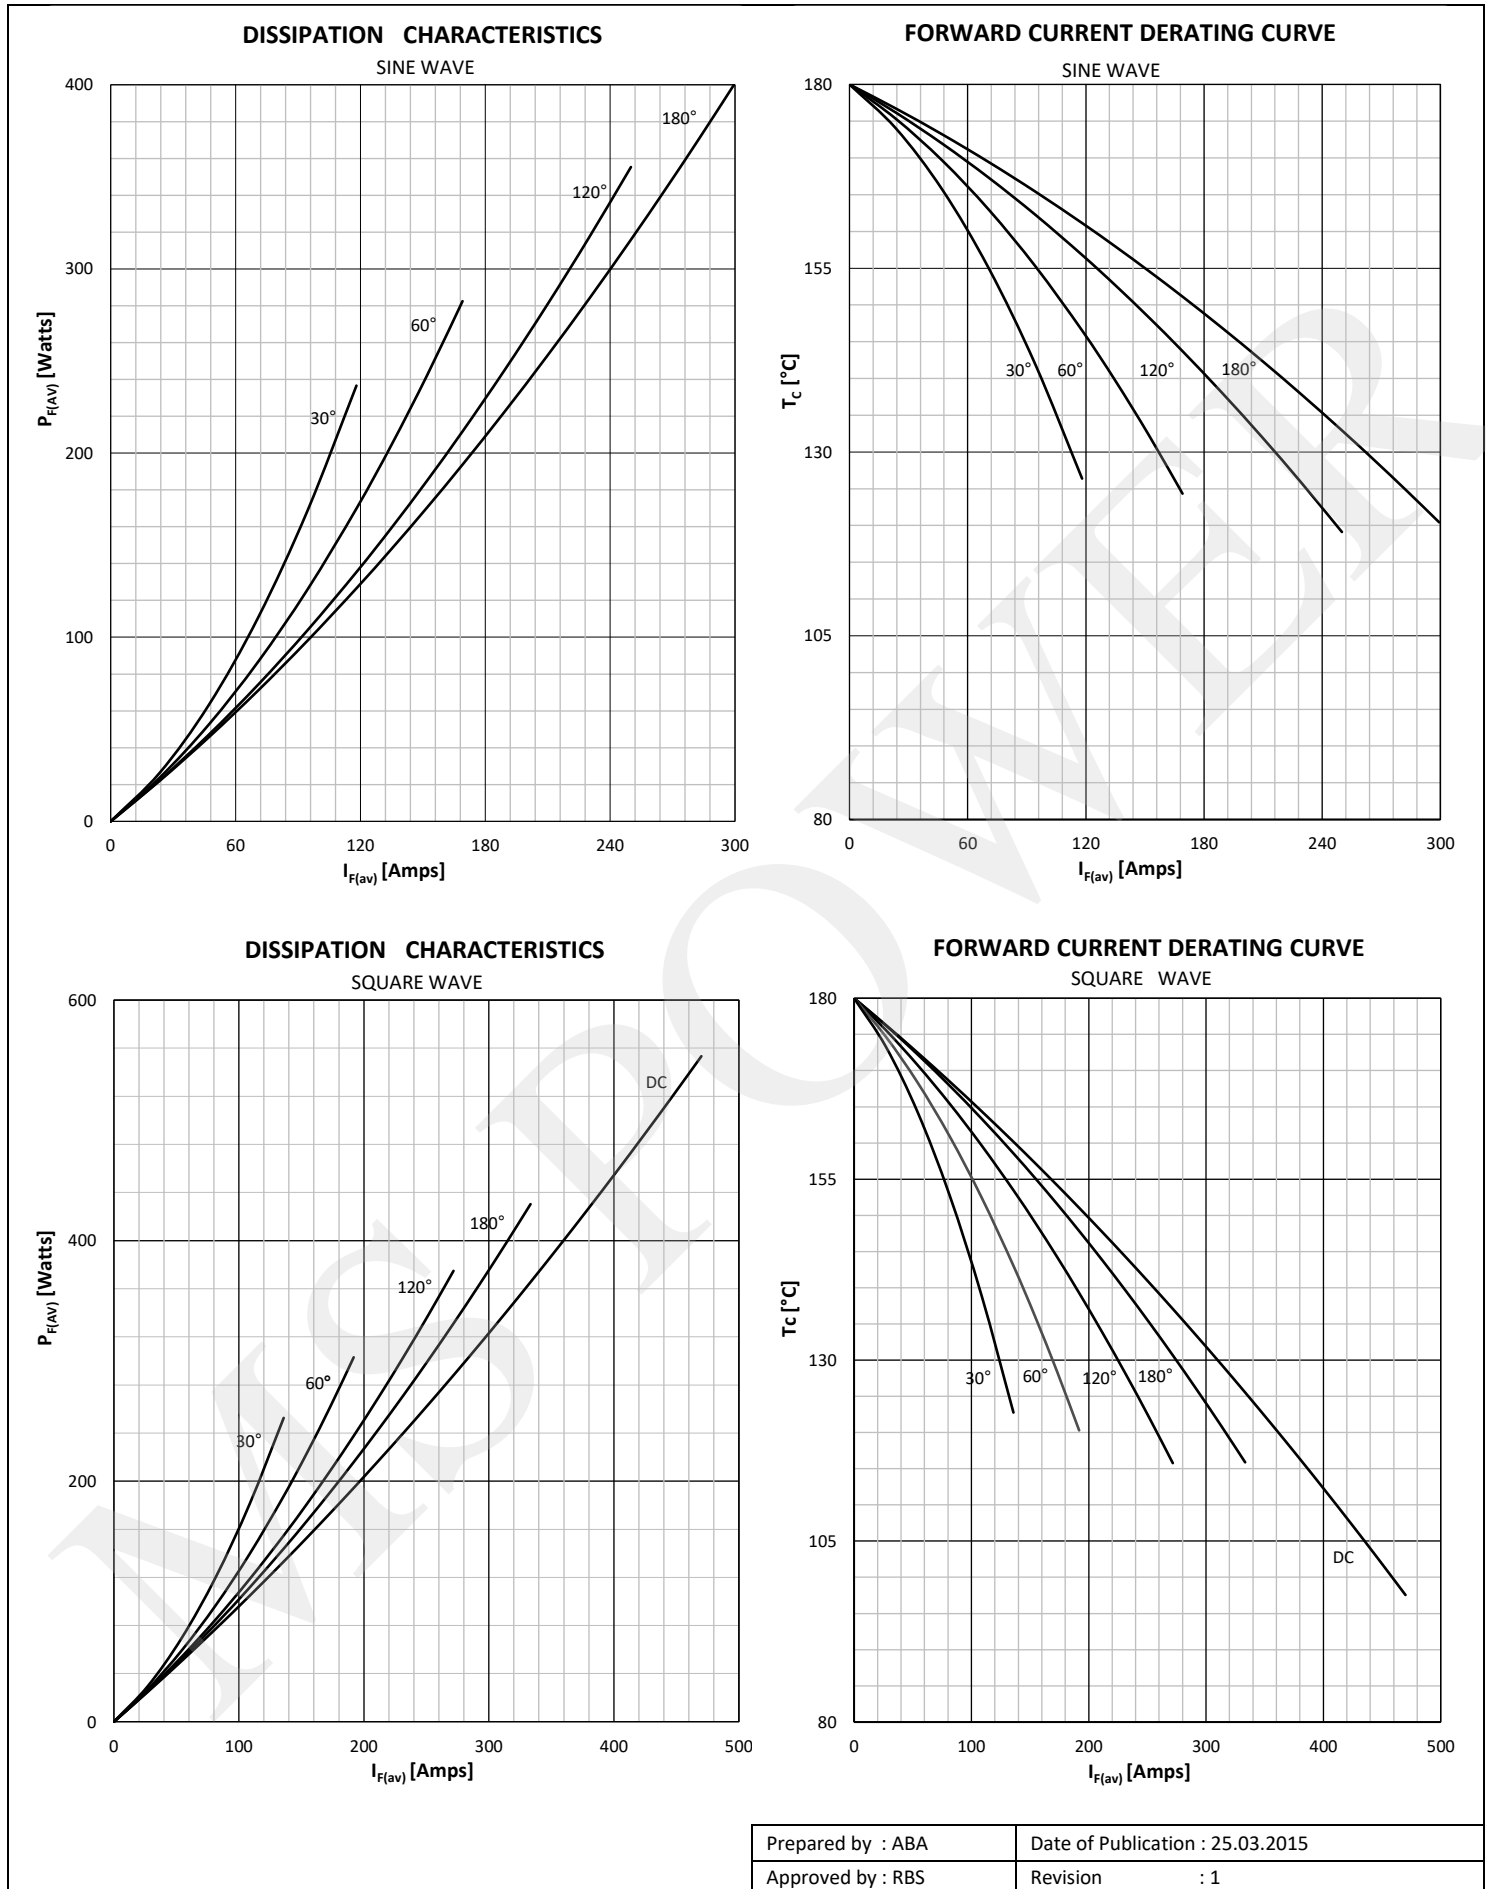 DISSIPATION CHARACTERISTICS
SINE WAVE
400
300
200
100
0
0 60 120 180 240 300
P_F(AV) [Watts]
I_F(av) [Amps]
30°
60°
120°
180°
FORWARD CURRENT DERATING CURVE
SINE WAVE
180
155
130
105
80
0 60 120 180 240 300
T_C [°C]
I_F(av) [Amps]
30° 60° 120° 180°
DISSIPATION CHARACTERISTICS
SQUARE WAVE
600
400
200
0
0 100 200 300 400 500
P_F(AV) [Watts]
I_F(av) [Amps]
DC
180°
120°
60°
30°
FORWARD CURRENT DERATING CURVE
SQUARE WAVE
180
155
130
105
80
0 100 200 300 400 500
Tc [°C]
I_F(av) [Amps]
30° 60° 120° 180°
DC
MS POWER
Prepared by : ABA Date of Publication : 25.03.2015
Approved by : RBS Revision : 1